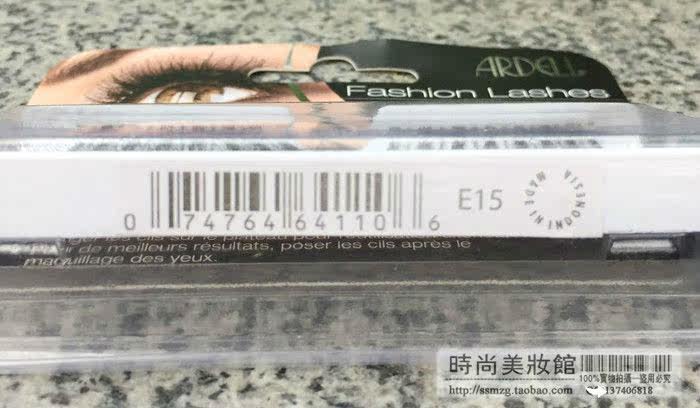 ARDELL
Fashion Lashes
0 74764 64110 6
E15
MADE IN INDONESIA
de meilleurs résultats, poser les cils après le
maquillage des yeux.
時尚美妝館
100%實物拍攝—盜用必究
http://ssmzg.taobao.com
137406818